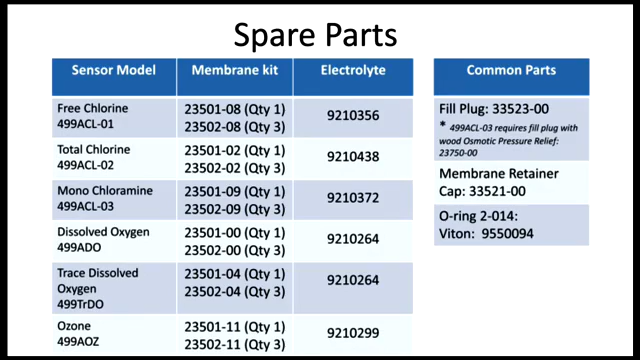 Spare Parts
Sensor Model
Membrane kit
Electrolyte
Free Chlorine
499ACL-01
23501-08 (Qty 1)
23502-08 (Qty 3)
9210356
Total Chlorine
499ACL-02
23501-02 (Qty 1)
23502-02 (Qty 3)
9210438
Mono Chloramine
499ACL-03
23501-09 (Qty 1)
23502-09 (Qty 3)
9210372
Dissolved Oxygen
499ADO
23501-00 (Qty 1)
23502-00 (Qty 3)
9210264
Trace Dissolved
Oxygen
499TrDO
23501-04 (Qty 1)
23502-04 (Qty 3)
9210264
Ozone
499AOZ
23501-11 (Qty 1)
23502-11 (Qty 3)
9210299
Common Parts
Fill Plug: 33523-00
* 499ACL-03 requires fill plug with
wood Osmotic Pressure Relief:
23750-00
Membrane Retainer
Cap: 33521-00
O-ring 2-014:
Viton: 9550094